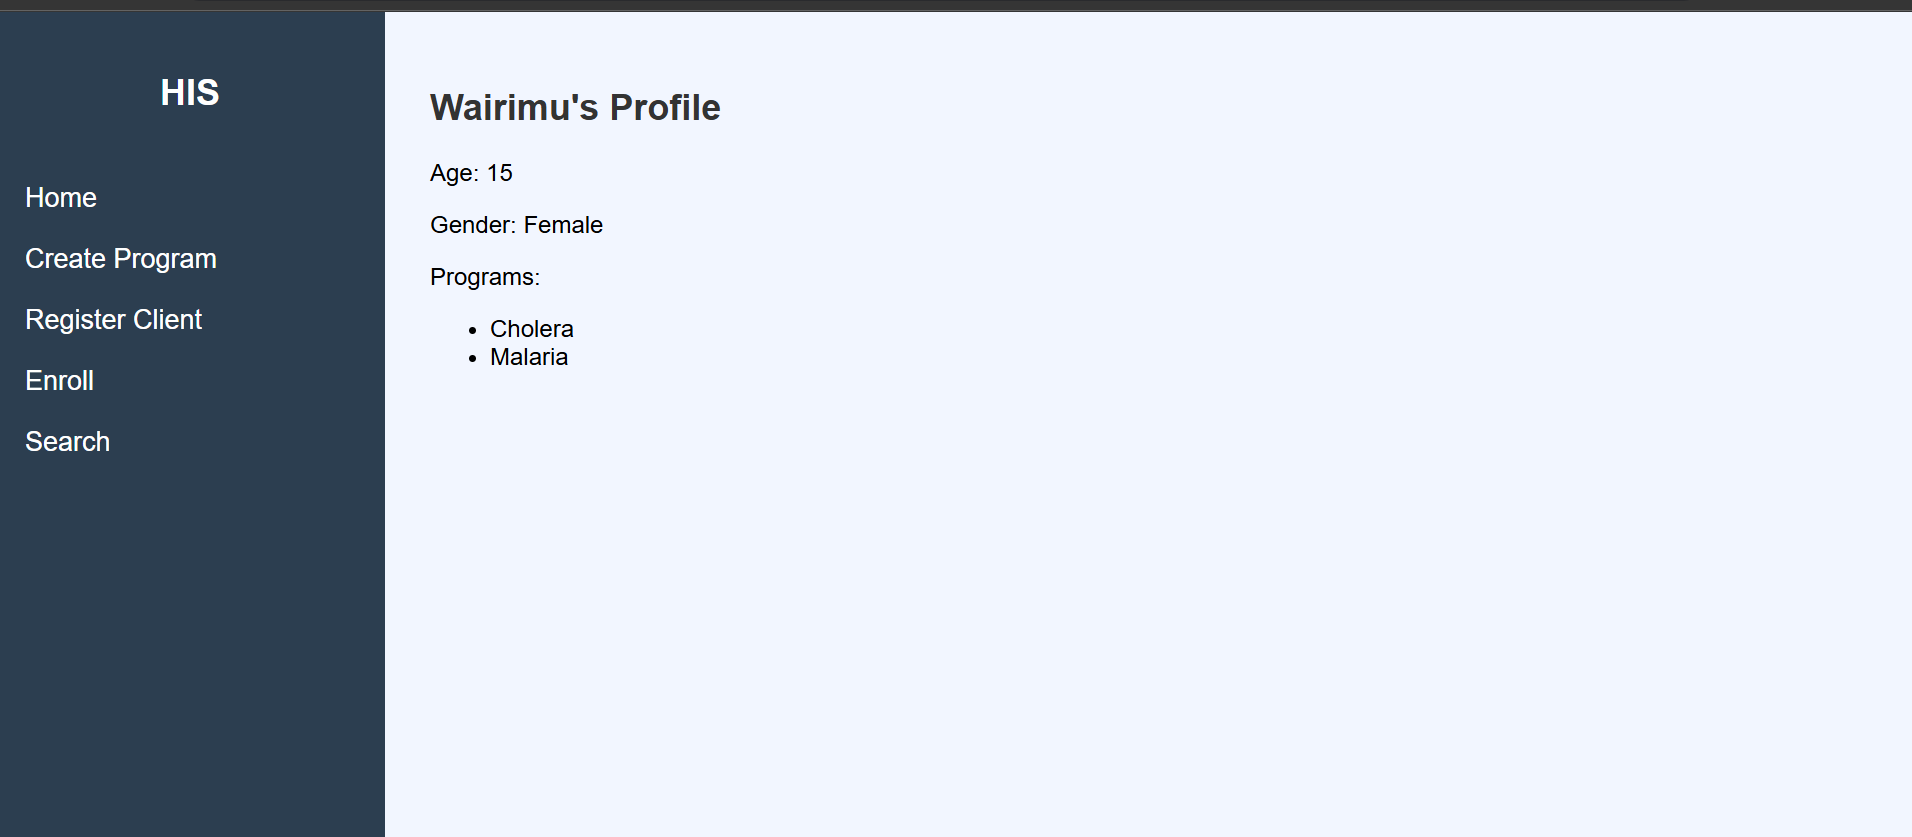 HIS
Home
Create Program
Register Client
Enroll
Search
Wairimu's Profile
Age: 15
Gender: Female
Programs:
Cholera
Malaria